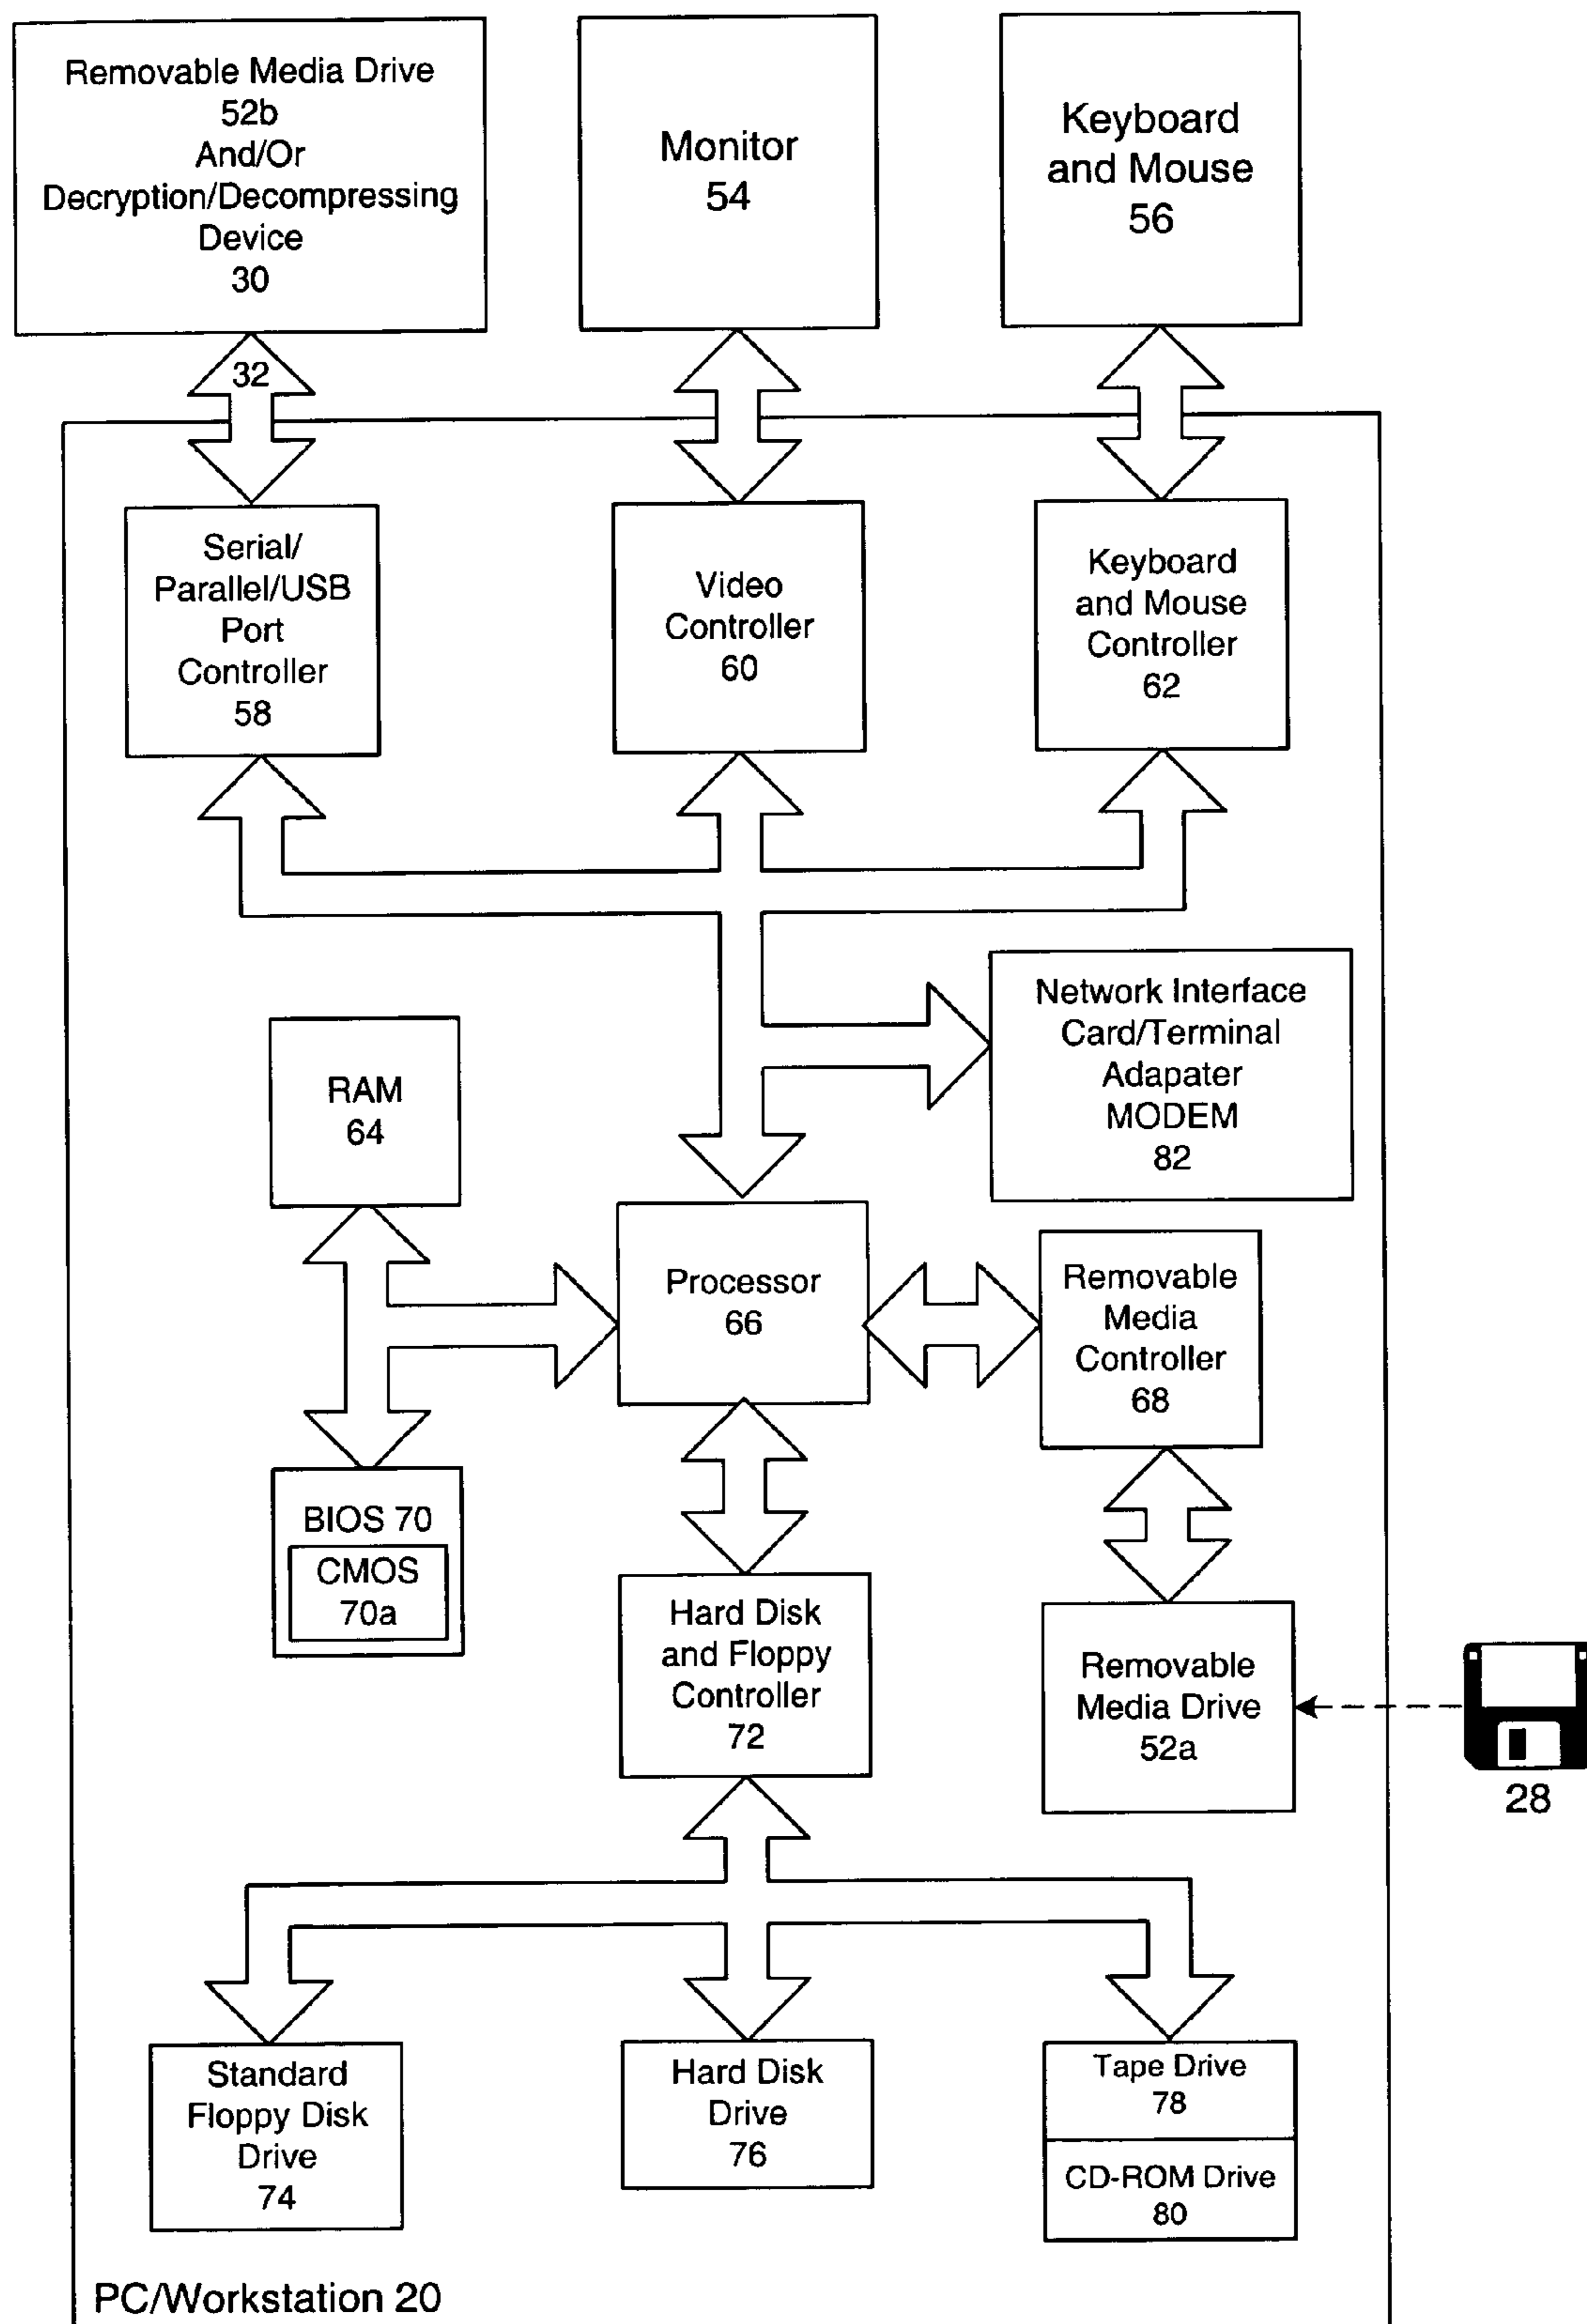 Removable Media Drive
52b
And/Or
Decryption/Decompressing
Device
30
Monitor
54
Keyboard
and Mouse
56
32
Serial/
Parallel/USB
Port
Controller
58
Video
Controller
60
Keyboard
and Mouse
Controller
62
Network Interface
Card/Terminal
Adapater
MODEM
82
RAM
64
Processor
66
Removable
Media
Controller
68
BIOS 70
CMOS
70a
Hard Disk
and Floppy
Controller
72
Removable
Media Drive
52a
28
Standard
Floppy Disk
Drive
74
Hard Disk
Drive
76
Tape Drive
78
CD-ROM Drive
80
PC/Workstation 20